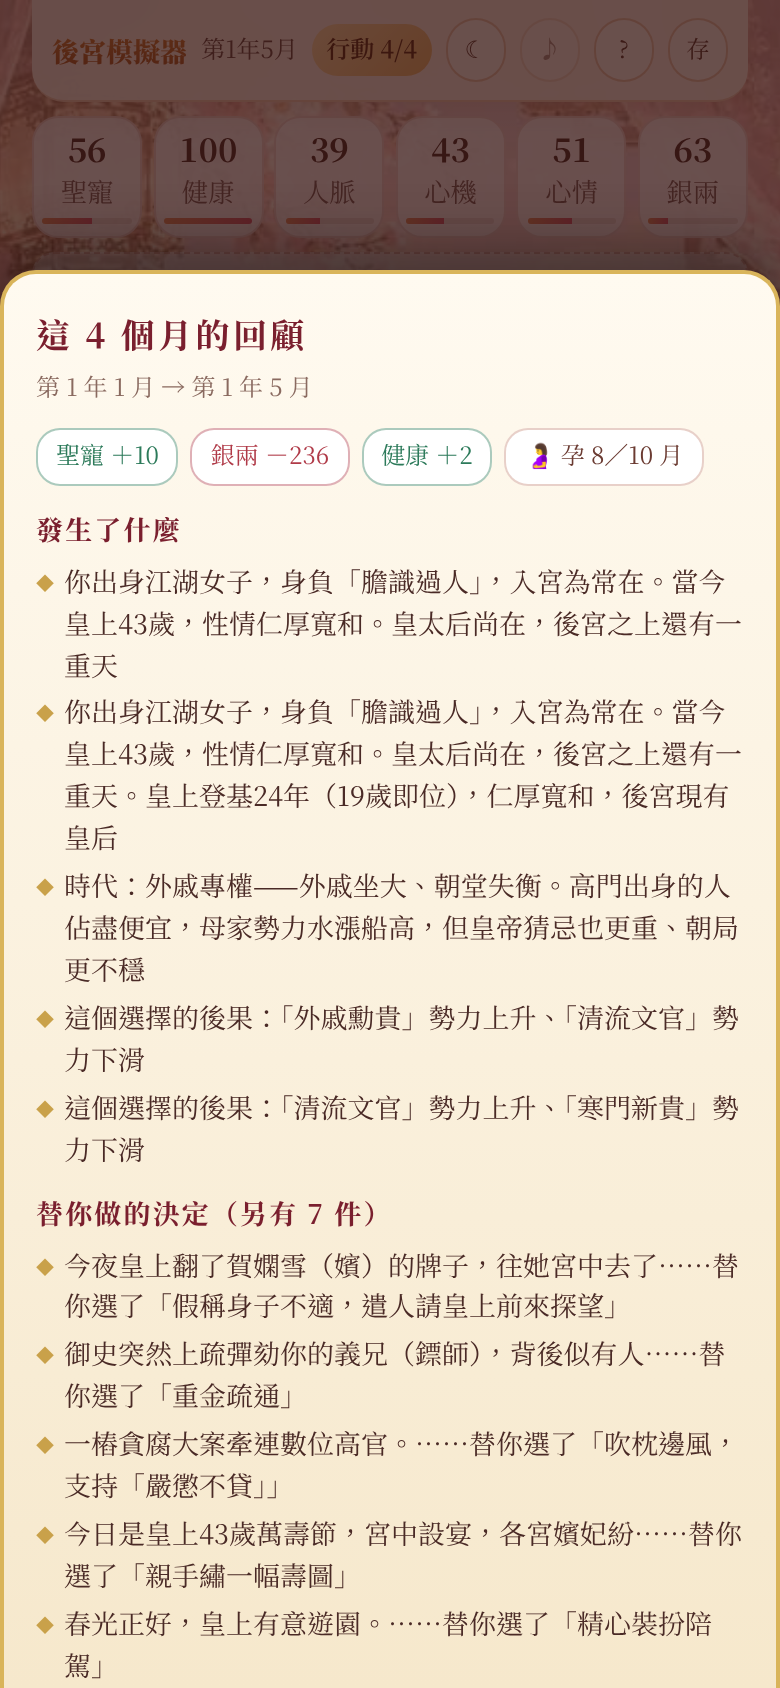 後宮模擬器 第1年5月 行動 4/4 ☾ ♪ ? 存
56 100 39 43 51 63
聖寵 健康 人脈 心機 心情 銀兩
這 4 個月的回顧
第 1 年 1 月 → 第 1 年 5 月
聖寵 +10 銀兩 −236 健康 +2 🤰 孕 8／10 月
發生了什麼
◆ 你出身江湖女子，身負「膽識過人」，入宮為常在。當今
皇上43歲，性情仁厚寬和。皇太后尚在，後宮之上還有一
重天
◆ 你出身江湖女子，身負「膽識過人」，入宮為常在。當今
皇上43歲，性情仁厚寬和。皇太后尚在，後宮之上還有一
重天。皇上登基24年（19歲即位），仁厚寬和，後宮現有
皇后
◆ 時代：外戚專權——外戚坐大、朝堂失衡。高門出身的人
佔盡便宜，母家勢力水漲船高，但皇帝猜忌也更重、朝局
更不穩
◆ 這個選擇的後果：「外戚勳貴」勢力上升、「清流文官」勢
力下滑
◆ 這個選擇的後果：「清流文官」勢力上升、「寒門新貴」勢
力下滑
替你做的決定（另有 7 件）
◆ 今夜皇上翻了賀嫻雪（嬪）的牌子，往她宮中去了……替
你選了「假稱身子不適，遣人請皇上前來探望」
◆ 御史突然上疏彈劾你的義兄（鏢師），背後似有人……替
你選了「重金疏通」
◆ 一樁貪腐大案牽連數位高官。……替你選了「吹枕邊風，
支持「嚴懲不貸」」
◆ 今日是皇上43歲萬壽節，宮中設宴，各宮嬪妃紛……替你
選了「親手繡一幅壽圖」
◆ 春光正好，皇上有意遊園。……替你選了「精心裝扮陪
駕」